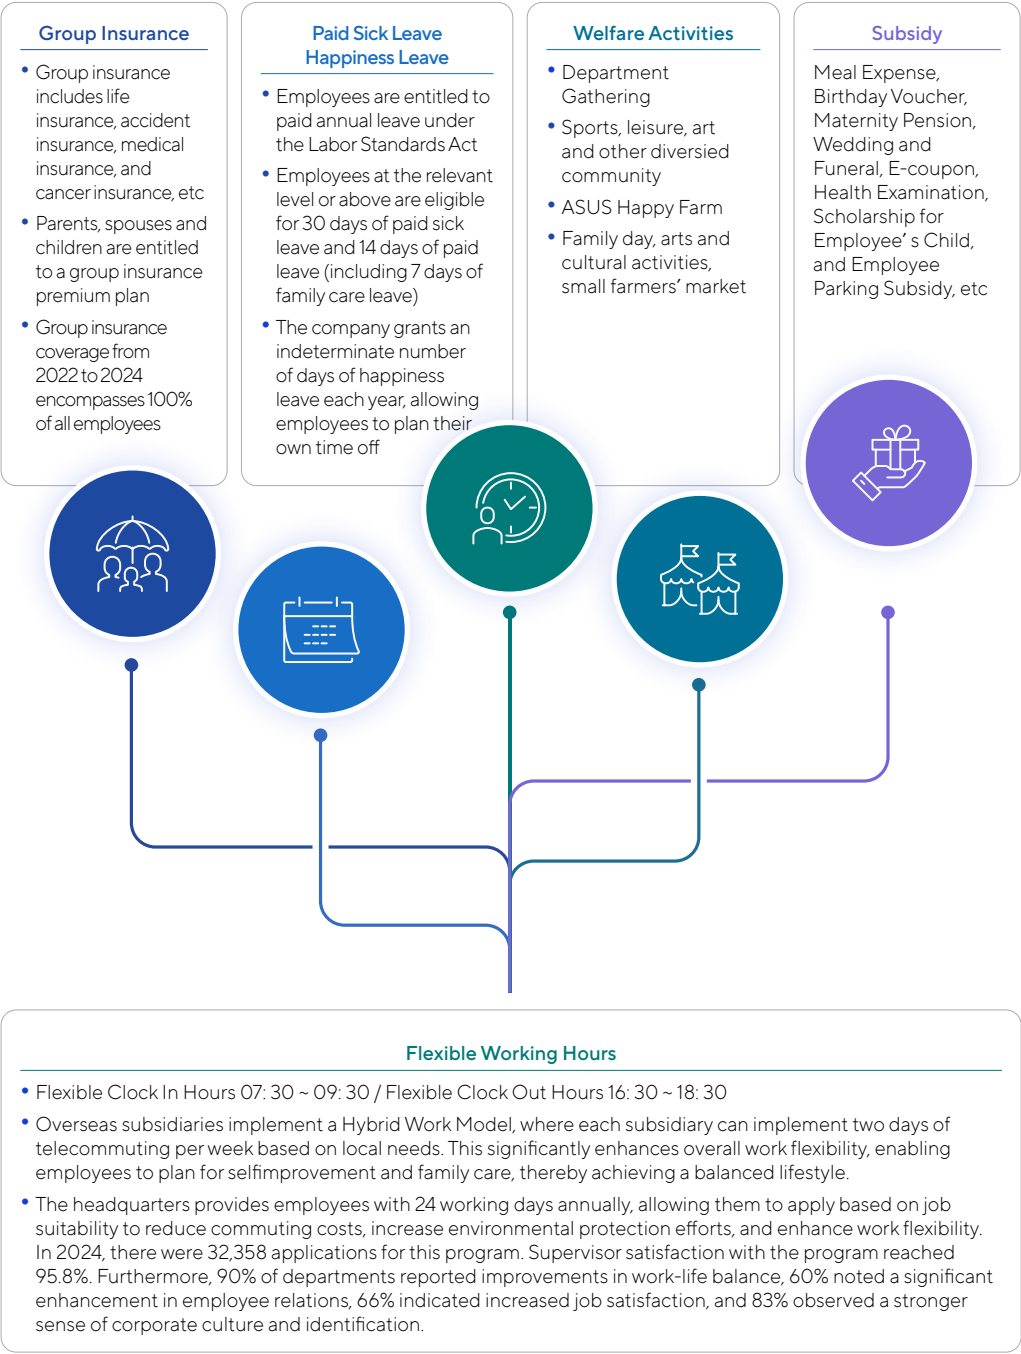 Group Insurance
• Group insurance
includes life
insurance, accident
insurance, medical
insurance, and
cancer insurance, etc
• Parents, spouses and
children are entitled
to a group insurance
premium plan
• Group insurance
coverage from
2022 to 2024
encompasses 100%
of all employees
Paid Sick Leave
Happiness Leave
• Employees are entitled to
paid annual leave under
the Labor Standards Act
• Employees at the relevant
level or above are eligible
for 30 days of paid sick
leave and 14 days of paid
leave (including 7 days of
family care leave)
• The company grants an
indeterminate number
of days of happiness
leave each year, allowing
employees to plan their
own time off
Welfare Activities
• Department
Gathering
• Sports, leisure, art
and other diversied
community
• ASUS Happy Farm
• Family day, arts and
cultural activities,
small farmers’ market
Subsidy
Meal Expense,
Birthday Voucher,
Maternity Pension,
Wedding and
Funeral, E-coupon,
Health Examination,
Scholarship for
Employee’ s Child,
and Employee
Parking Subsidy, etc
Flexible Working Hours
• Flexible Clock In Hours 07: 30 ~ 09: 30 / Flexible Clock Out Hours 16: 30 ~ 18: 30
• Overseas subsidiaries implement a Hybrid Work Model, where each subsidiary can implement two days of
telecommuting per week based on local needs. This significantly enhances overall work flexibility, enabling
employees to plan for selfimprovement and family care, thereby achieving a balanced lifestyle.
• The headquarters provides employees with 24 working days annually, allowing them to apply based on job
suitability to reduce commuting costs, increase environmental protection efforts, and enhance work flexibility.
In 2024, there were 32,358 applications for this program. Supervisor satisfaction with the program reached
95.8%. Furthermore, 90% of departments reported improvements in work-life balance, 60% noted a significant
enhancement in employee relations, 66% indicated increased job satisfaction, and 83% observed a stronger
sense of corporate culture and identification.